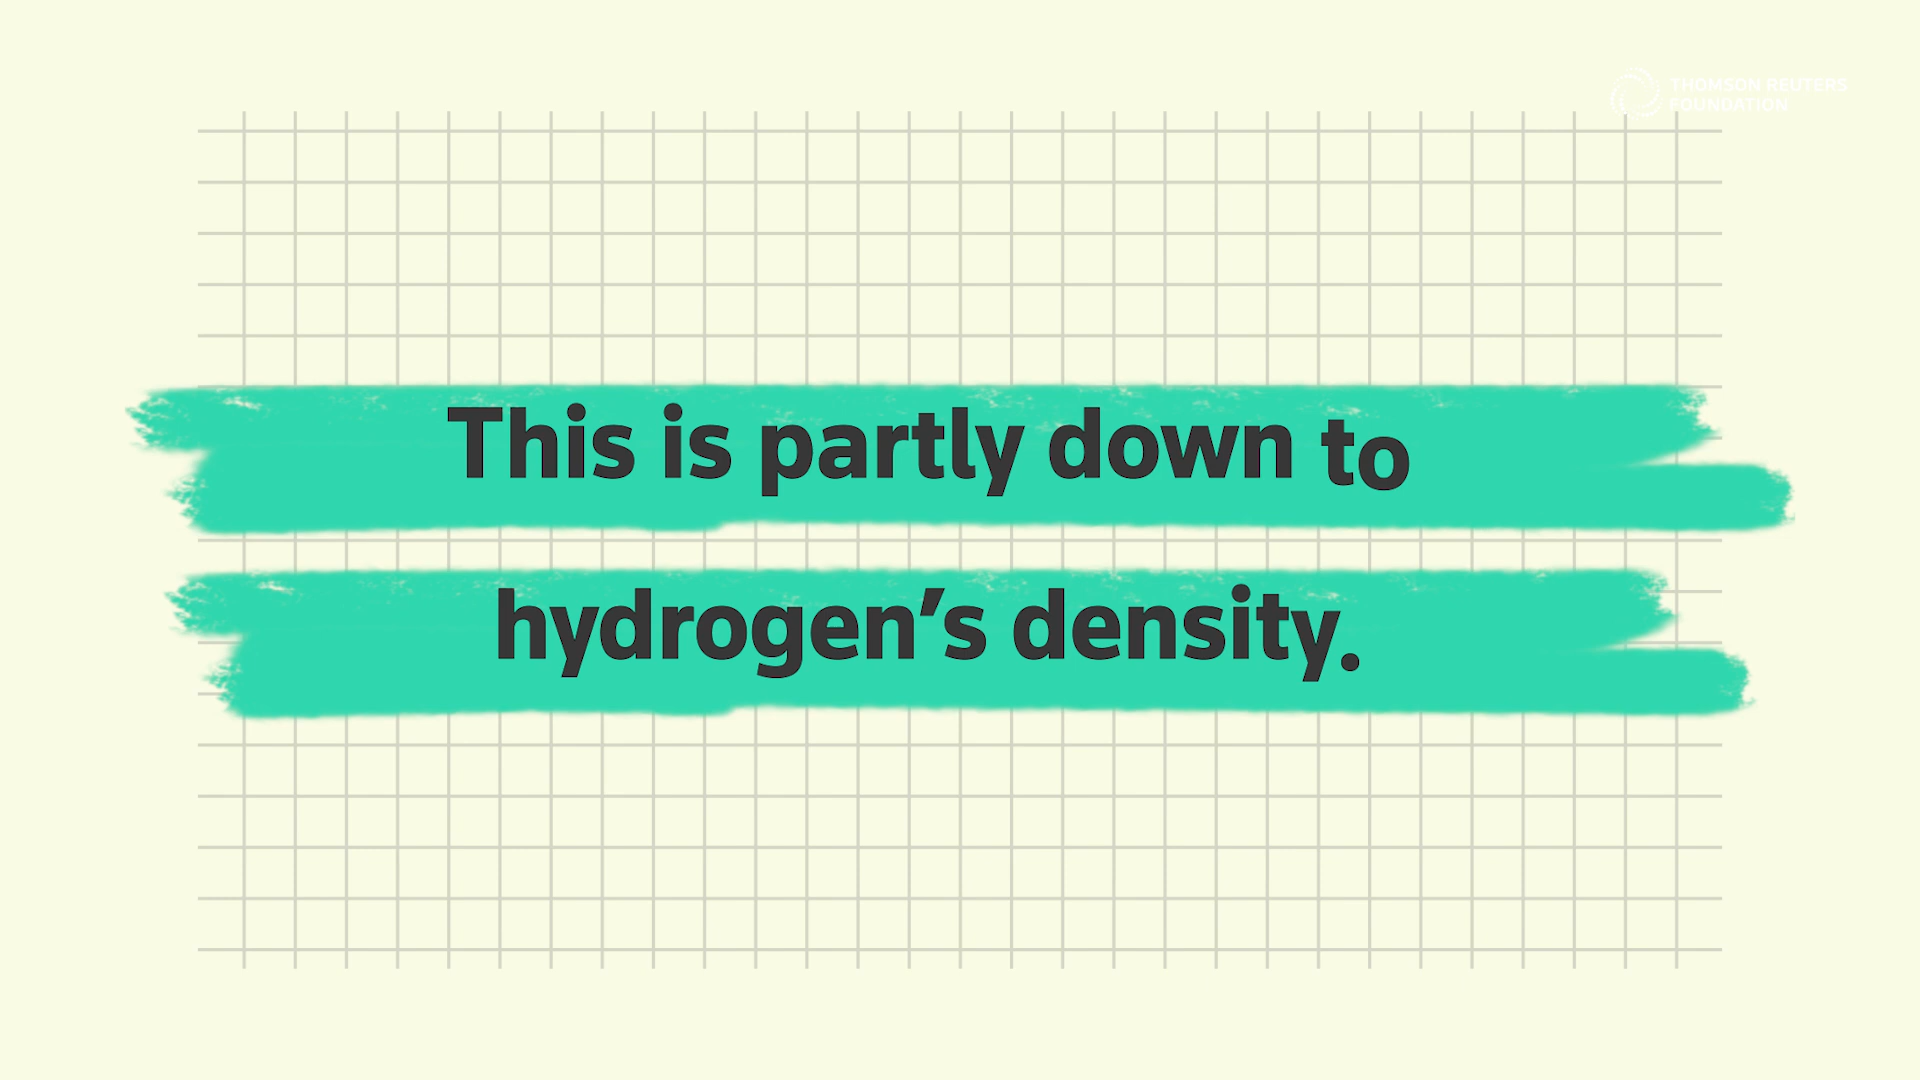 THOMSON REUTERS
FOUNDATION
This is partly down to
hydrogen’s density.